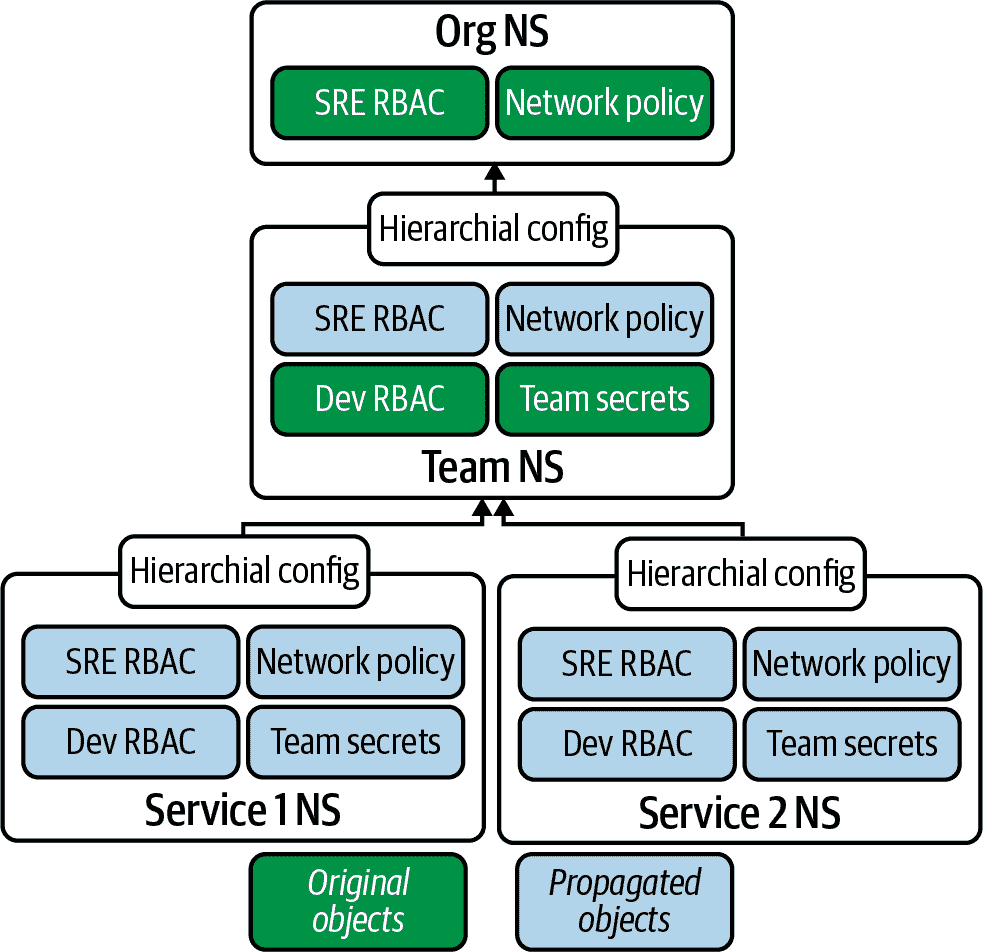 Org NS
SRE RBAC
Network policy
Hierarchial config
SRE RBAC
Network policy
Dev RBAC
Team secrets
Team NS
Hierarchial config
SRE RBAC
Network policy
Dev RBAC
Team secrets
Service 1 NS
Hierarchial config
SRE RBAC
Network policy
Dev RBAC
Team secrets
Service 2 NS
Original
objects
Propagated
objects